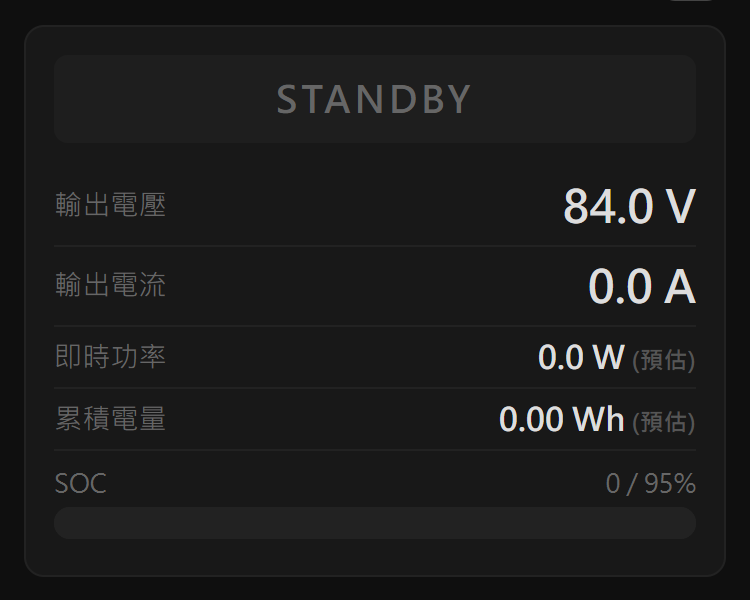 STANDBY
輸出電壓 84.0 V
輸出電流 0.0 A
即時功率 0.0 W (預估)
累積電量 0.00 Wh (預估)
SOC 0 / 95%